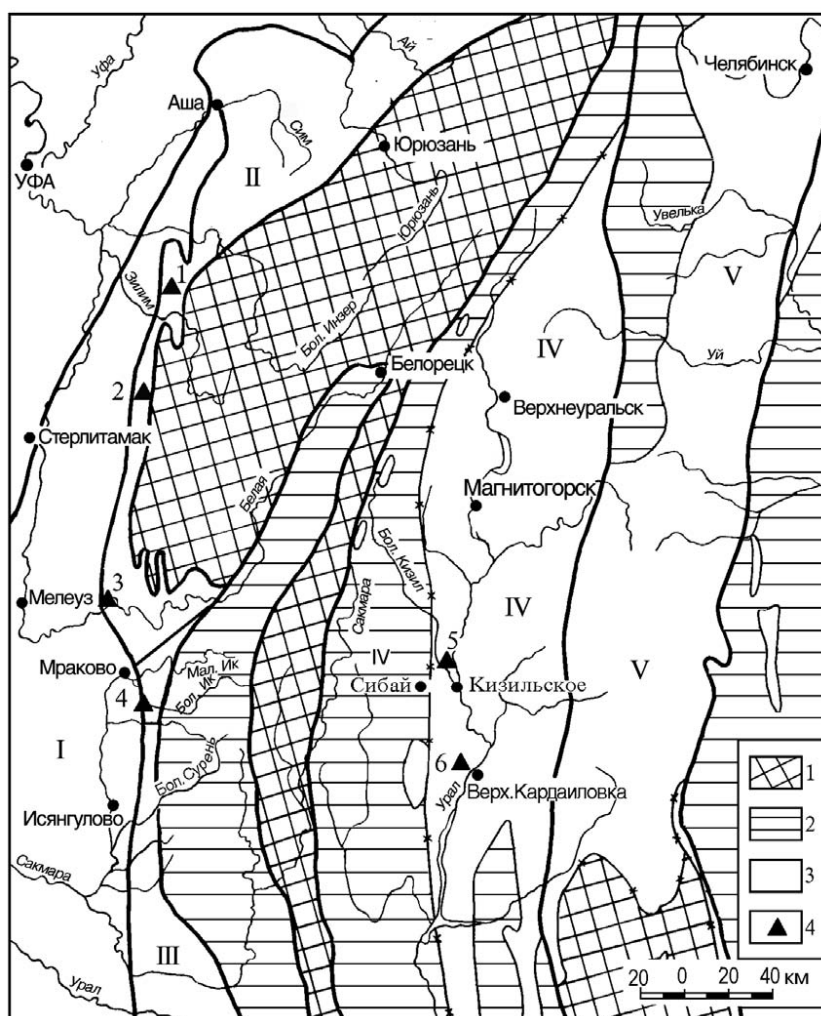 Уфа
Ай
Челябинск
Аша
Сим
Юрюзань
УФА
II
Юрюзань
Увелька
V
1
Зилим
Бол. Инзер
IV
Уй
Белорецк
2
Верхнеуральск
Стерлитамак
Белая
Магнитогорск
Бол. Кизил
3
Мелеуз
Сакмара
IV
5
V
Мраково
Мал. Ик
IV
Бол. Ик
Сибай
Кизильское
4
I
6
1
Бол. Сурень
Урал
Верх.Кардаиловка
2
Исянгулово
Сакмара
3
4
III
20 0 20 40 км
Урал